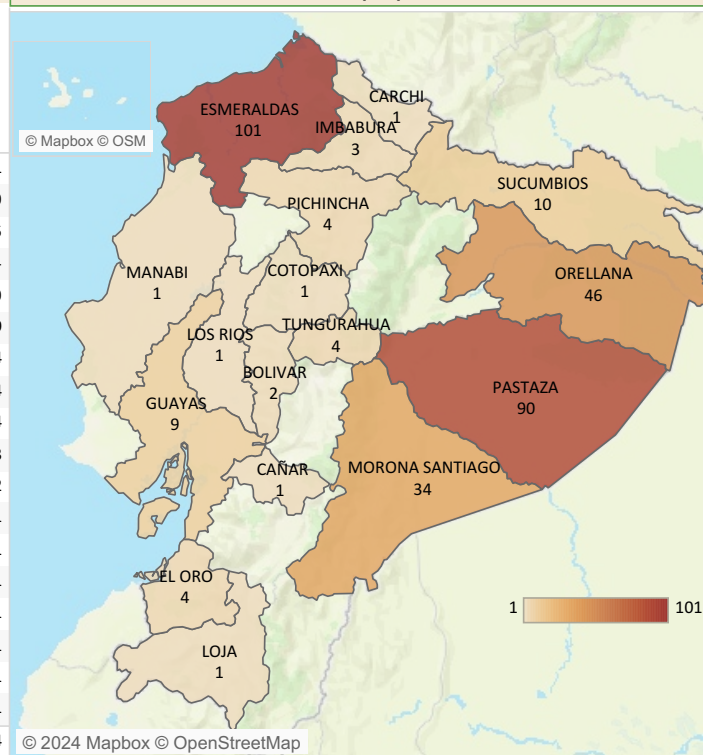 © Mapbox © OSM
ESMERALDAS
101
CARCHI
1
IMBABURA
3
SUCUMBIOS
10
PICHINCHA
4
MANABI
1
COTOPAXI
1
ORELLANA
46
TUNGURAHUA
4
LOS RIOS
1
BOLIVAR
2
PASTAZA
90
GUAYAS
9
CAÑAR
1
MORONA SANTIAGO
34
EL ORO
4
1 101
LOJA
1
© 2024 Mapbox © OpenStreetMap